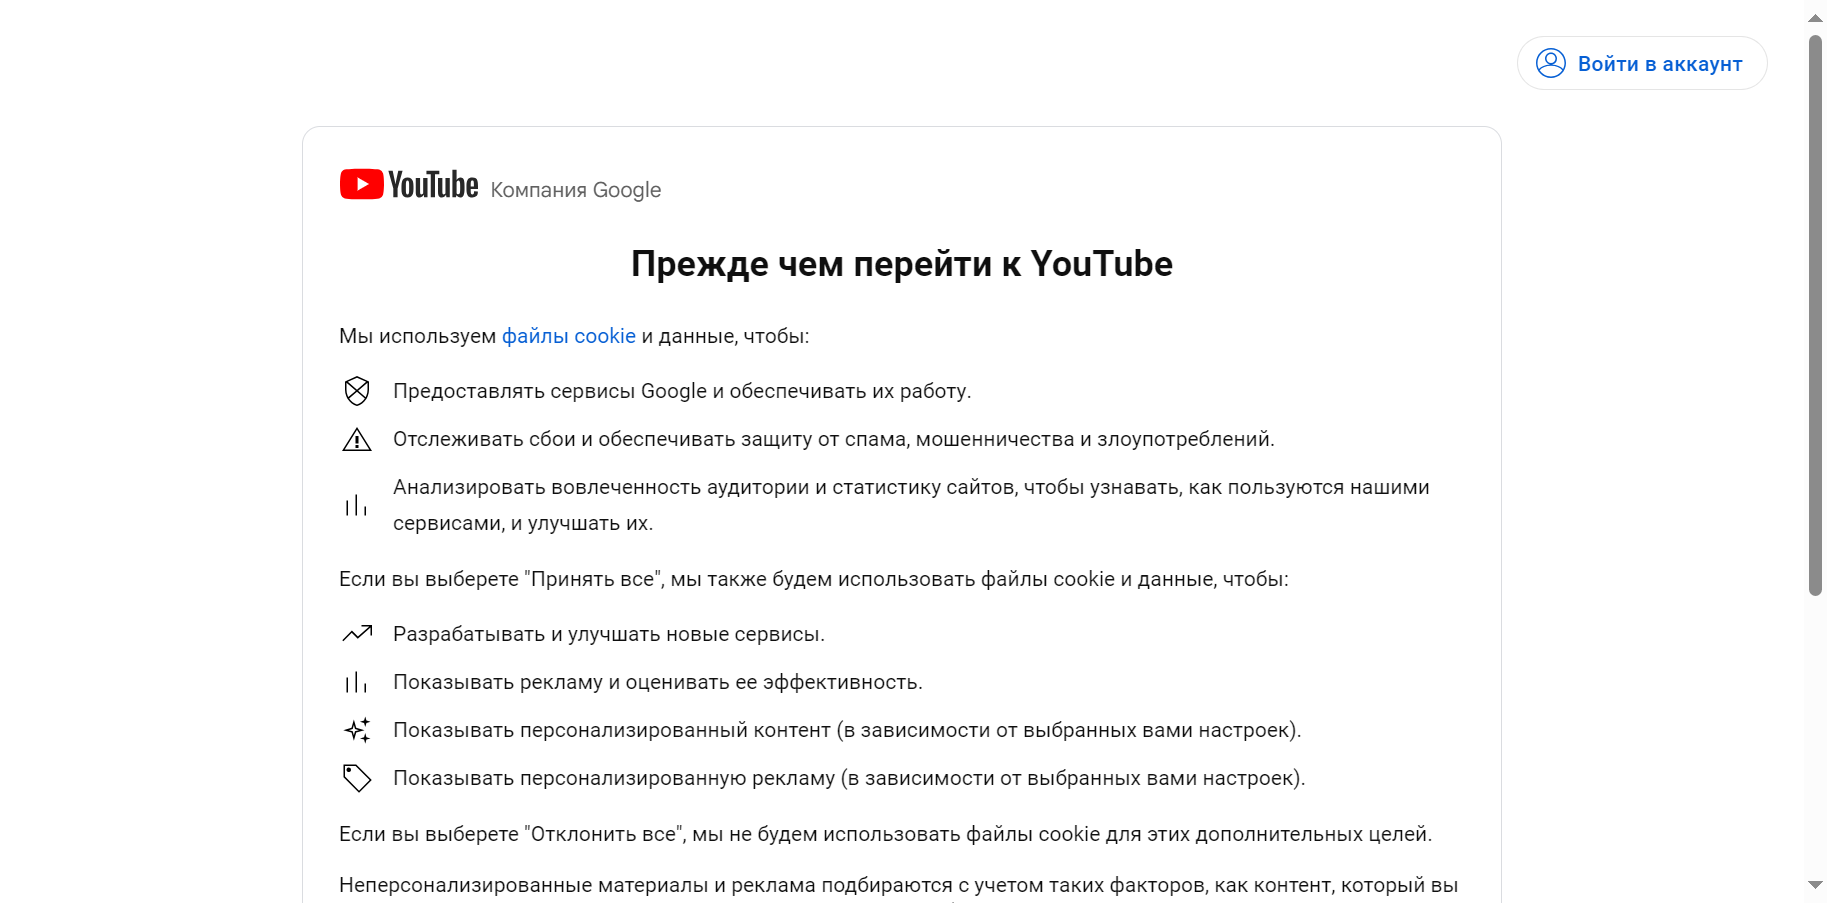 Войти в аккаунт
YouTube Компания Google
Прежде чем перейти к YouTube
Мы используем файлы cookie и данные, чтобы:
Предоставлять сервисы Google и обеспечивать их работу.
Отслеживать сбои и обеспечивать защиту от спама, мошенничества и злоупотреблений.
Анализировать вовлеченность аудитории и статистику сайтов, чтобы узнавать, как пользуются нашими
сервисами, и улучшать их.
Если вы выберете "Принять все", мы также будем использовать файлы cookie и данные, чтобы:
Разрабатывать и улучшать новые сервисы.
Показывать рекламу и оценивать ее эффективность.
Показывать персонализированный контент (в зависимости от выбранных вами настроек).
Показывать персонализированную рекламу (в зависимости от выбранных вами настроек).
Если вы выберете "Отклонить все", мы не будем использовать файлы cookie для этих дополнительных целей.
Неперсонализированные материалы и реклама подбираются с учетом таких факторов, как контент, который вы